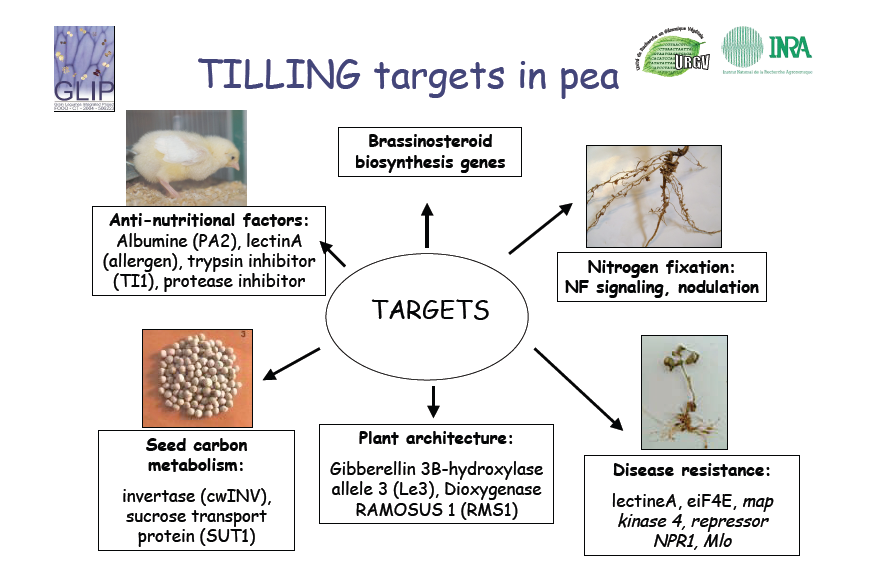 TILLING targets in pea
GLIP
URGV
INRA
Brassinosteroid
biosynthesis genes
Anti-nutritional factors:
Albumine (PA2), lectinA
(allergen), trypsin inhibitor
(TI1), protease inhibitor
Nitrogen fixation:
NF signaling, nodulation
TARGETS
3
Seed carbon
metabolism:
invertase (cwINV),
sucrose transport
protein (SUT1)
Plant architecture:
Gibberellin 3B-hydroxylase
allele 3 (Le3), Dioxygenase
RAMOSUS 1 (RMS1)
Disease resistance:
lectineA, eiF4E, map
kinase 4, repressor
NPR1, Mlo